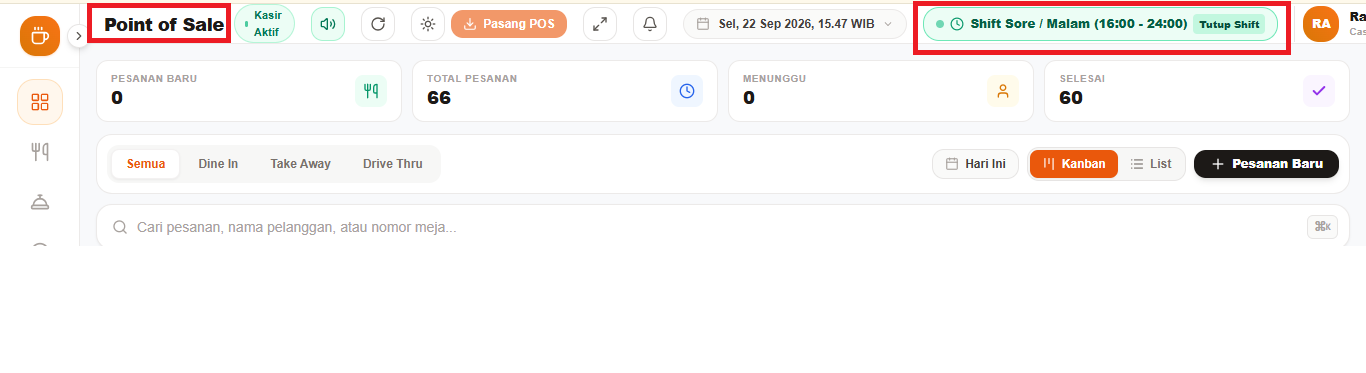 Point of Sale
Kasir
Aktif
Pasang POS
Sel, 22 Sep 2026, 15.47 WIB
Shift Sore / Malam (16:00 - 24:00)
Tutup Shift
RA
Ra
Cas
PESANAN BARU
0
TOTAL PESANAN
66
MENUNGGU
0
SELESAI
60
Semua
Dine In
Take Away
Drive Thru
Hari Ini
Kanban
List
+ Pesanan Baru
Cari pesanan, nama pelanggan, atau nomor meja...
⌘K